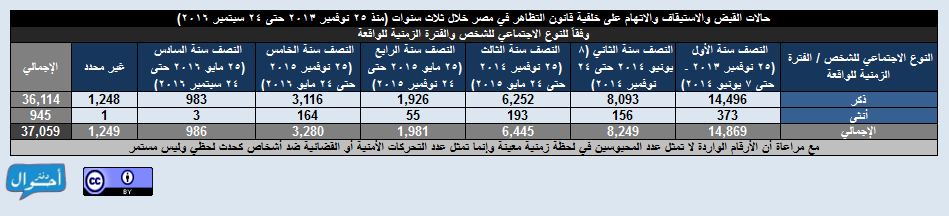 حالات القبض والاستيقاف والاتهام على خلفية قانون التظاهر في مصر خلال ثلاث سنوات (منذ ٢٥ نوفمبر ٢٠١٣ حتى ٢٤ سبتمبر ٢٠١٦)
وفقاً للنوع الاجتماعي للشخص والفترة الزمنية للواقعة
النوع الاجتماعي للشخص / الفترة الزمنية للواقعة
النصف سنة الأول (٢٥ نوفمبر ٢٠١٣ - حتى ٧ يونيو ٢٠١٤)
النصف سنة الثاني (٨ يونيو ٢٠١٤ حتى ٢٤ نوفمبر ٢٠١٤)
النصف سنة الثالث (٢٥ نوفمبر ٢٠١٤ حتى ٢٤ مايو ٢٠١٥)
النصف سنة الرابع (٢٥ مايو ٢٠١٥ حتى ٢٤ نوفمبر ٢٠١٥)
النصف سنة الخامس (٢٥ نوفمبر ٢٠١٥ حتى ٢٤ مايو ٢٠١٦)
النصف سنة السادس (٢٥ مايو ٢٠١٦ حتى ٢٤ سبتمبر ٢٠١٦)
غير محدد
الإجمالي
ذكر 14,496 8,093 6,252 1,926 3,116 983 1,248 36,114
أنثى 373 156 193 55 164 3 1 945
الإجمالي 14,869 8,249 6,445 1,981 3,280 986 1,249 37,059
مع مراعاة أن الأرقام الواردة لا تمثل عدد المحبوسين في لحظة زمنية معينة وإنما تمثل عدد التحركات الأمنية أو القضائية ضد أشخاص كحدث لحظي وليس مستمر
دفتر أحوال
cc BY